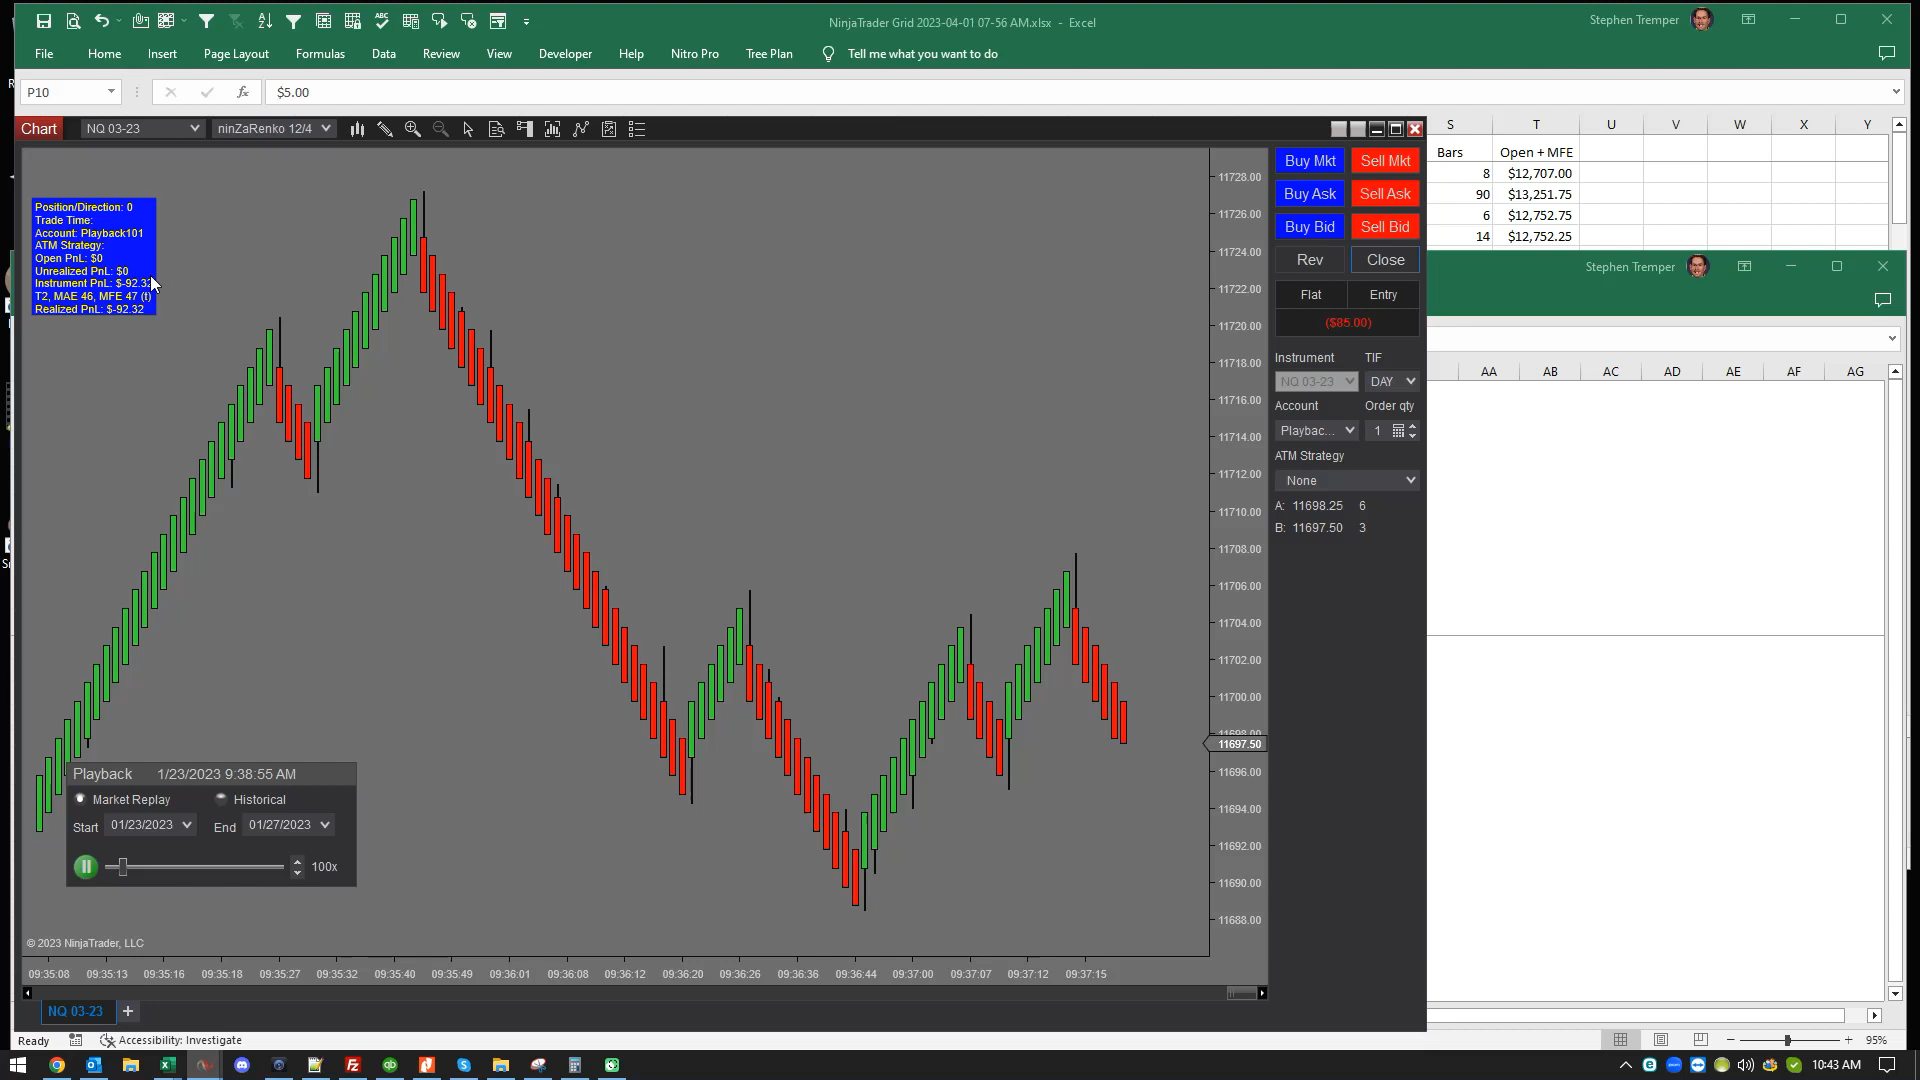 NinjaTrader Grid 2023-04-01 07-56 AM.xlsx - Excel
Stephen Tremper
File Home Insert Page Layout Formulas Data Review View Developer Help Nitro Pro Tree Plan Tell me what you want to do
P10 fx $5.00
Chart NQ 03-23 ninZaRenko 12/4
S T U V W X Y
Bars Open + MFE
8 $12,707.00
90 $13,251.75
6 $12,752.75
14 $12,752.25
Stephen Tremper
AA AB AC AD AE AF AG
Position/Direction: 0
Trade Time:
Account: Playback101
ATM Strategy:
Open PnL: $0
Unrealized PnL: $0
Instrument PnL: $-92.32
T2, MAE 46, MFE 47 (t)
Realized PnL: $-92.32
11728.00
11726.00
11724.00
11722.00
11720.00
11718.00
11716.00
11714.00
11712.00
11710.00
11708.00
11706.00
11704.00
11702.00
11700.00
11698.00
11697.50
11696.00
11694.00
11692.00
11690.00
11688.00
Buy Mkt Sell Mkt
Buy Ask Sell Ask
Buy Bid Sell Bid
Rev Close
Flat Entry
($85.00)
Instrument TIF
NQ 03-23 DAY
Account Order qty
Playbac... 1
ATM Strategy
None
A: 11698.25 6
B: 11697.50 3
Playback 1/23/2023 9:38:55 AM
Market Replay Historical
Start 01/23/2023 End 01/27/2023
100x
© 2023 NinjaTrader, LLC
09:35:08 09:35:13 09:35:16 09:35:18 09:35:27 09:35:32 09:35:40 09:35:49 09:36:01 09:36:08 09:36:12 09:36:20 09:36:26 09:36:36 09:36:44 09:37:00 09:37:07 09:37:12 09:37:15
NQ 03-23 +
Ready Accessibility: Investigate
95%
10:43 AM